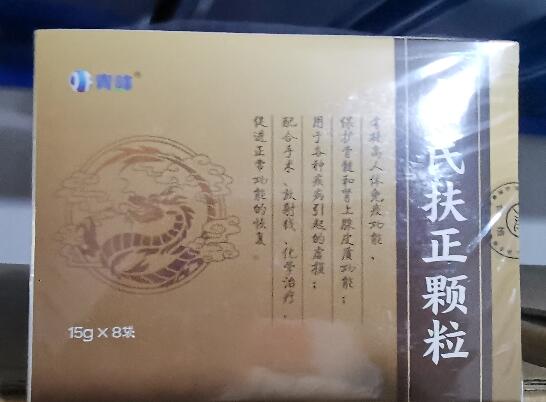 青峰®
氏扶正颗粒
有提高人体免疫功能，
保护骨髓和肾上腺皮质功能；
用于各种疾病引起的虚损；
配合手术、放射线、化学治疗，
促进正常功能的恢复。
15g×8袋